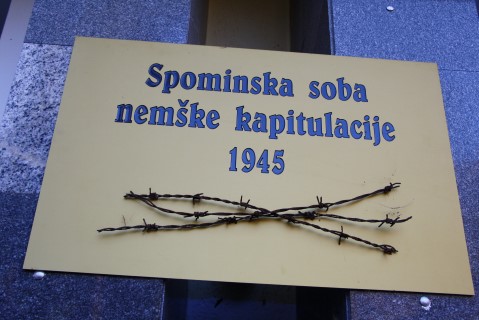 Spominska soba
nemške kapitulacije
1945